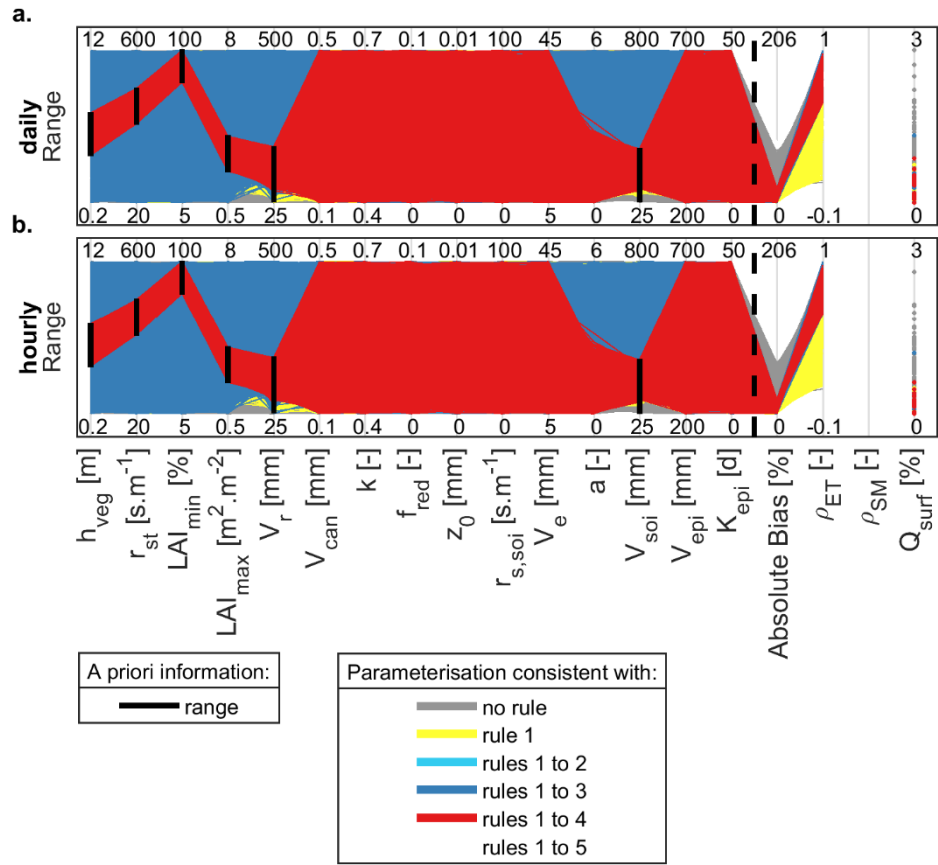 a.
12 600 100 8 500 0.5 0.7 0.1 0.01 100 45 6 800 700 50 206 1 3
daily
Range
0.2 20 5 0.5 25 0.1 0.4 0 0 0 5 0 25 200 0 0 -0.1 0
b.
12 600 100 8 500 0.5 0.7 0.1 0.01 100 45 6 800 700 50 206 1 3
hourly
Range
0.2 20 5 0.5 25 0.1 0.4 0 0 0 5 0 25 200 0 0 -0.1 0
h_veg [m]
r_st [s.m⁻¹]
LAI_min [%]
LAI_max [m².m⁻²]
V_r [mm]
V_can [mm]
k [-]
f_red [-]
z_0 [mm]
r_s,soi [s.m⁻¹]
V_e [mm]
a [-]
V_soi [mm]
V_epi [mm]
K_epi [d]
Absolute Bias [%]
ρ_ET [-]
ρ_SM [-]
Q_surf [%]
A priori information:
range
Parameterisation consistent with:
no rule
rule 1
rules 1 to 2
rules 1 to 3
rules 1 to 4
rules 1 to 5